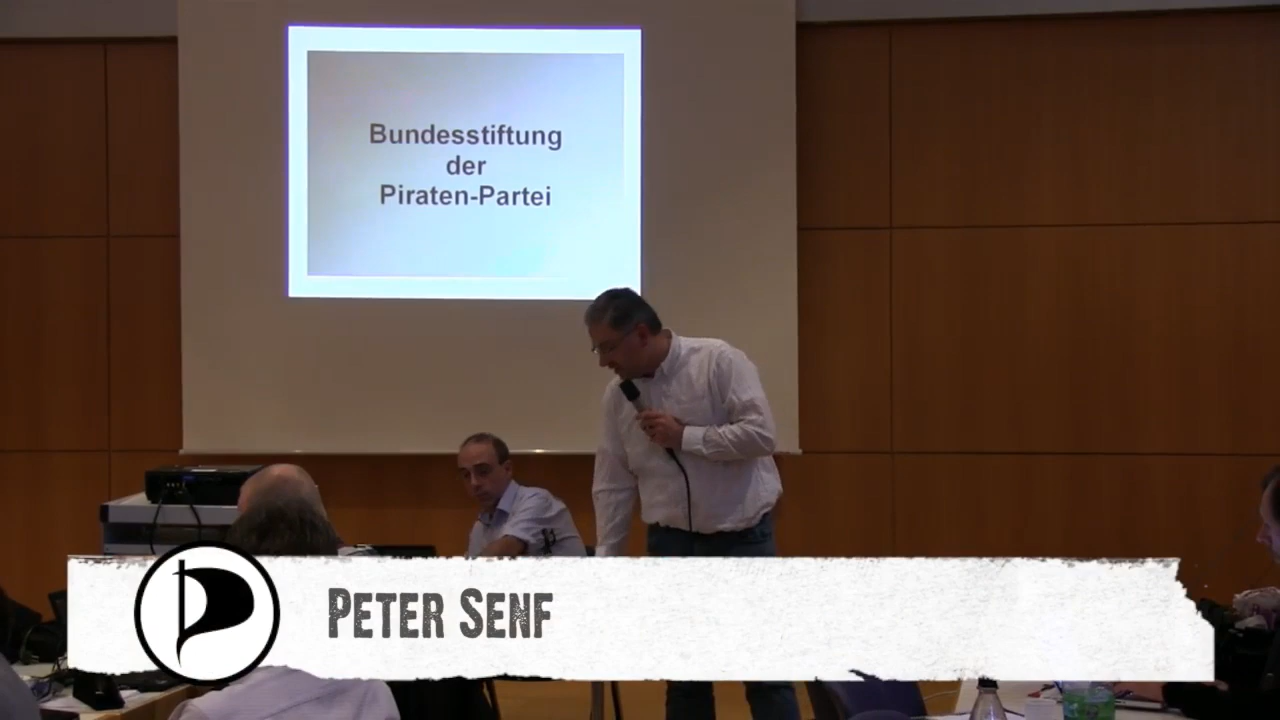 Bundesstiftung
der
Piraten-Partei
Peter Senf